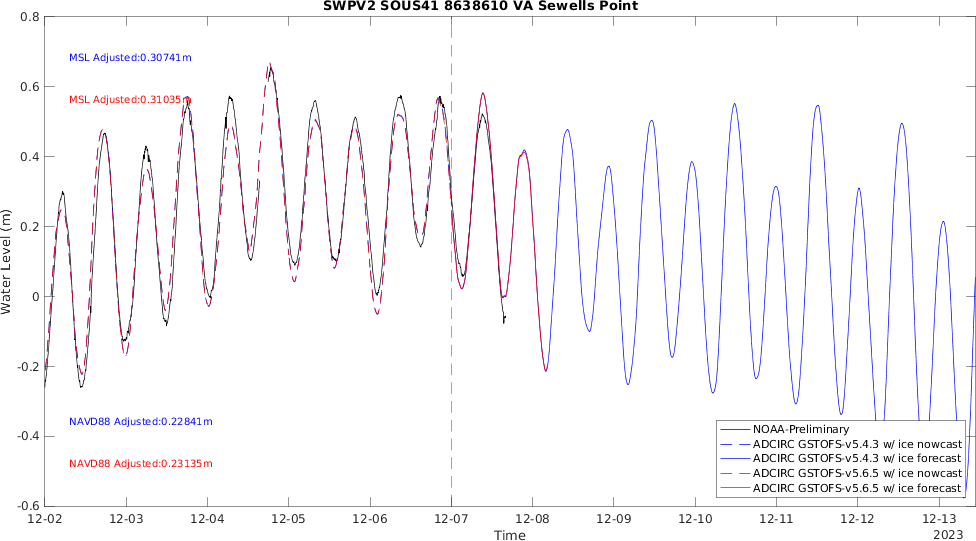 SWPV2 SOUS41 8638610 VA Sewells Point
0.8
MSL Adjusted:0.30741m
0.6
MSL Adjusted:0.31035m
0.4
Water Level (m)
0.2
0
-0.2
NAVD88 Adjusted:0.22841m
NOAA-Preliminary
-0.4
ADCIRC GSTOFS-v5.4.3 w/ ice nowcast
ADCIRC GSTOFS-v5.4.3 w/ ice forecast
NAVD88 Adjusted:0.23135m
ADCIRC GSTOFS-v5.6.5 w/ ice nowcast
ADCIRC GSTOFS-v5.6.5 w/ ice forecast
-0.6
12-02 12-03 12-04 12-05 12-06 12-07 12-08 12-09 12-10 12-11 12-12 12-13
Time
2023